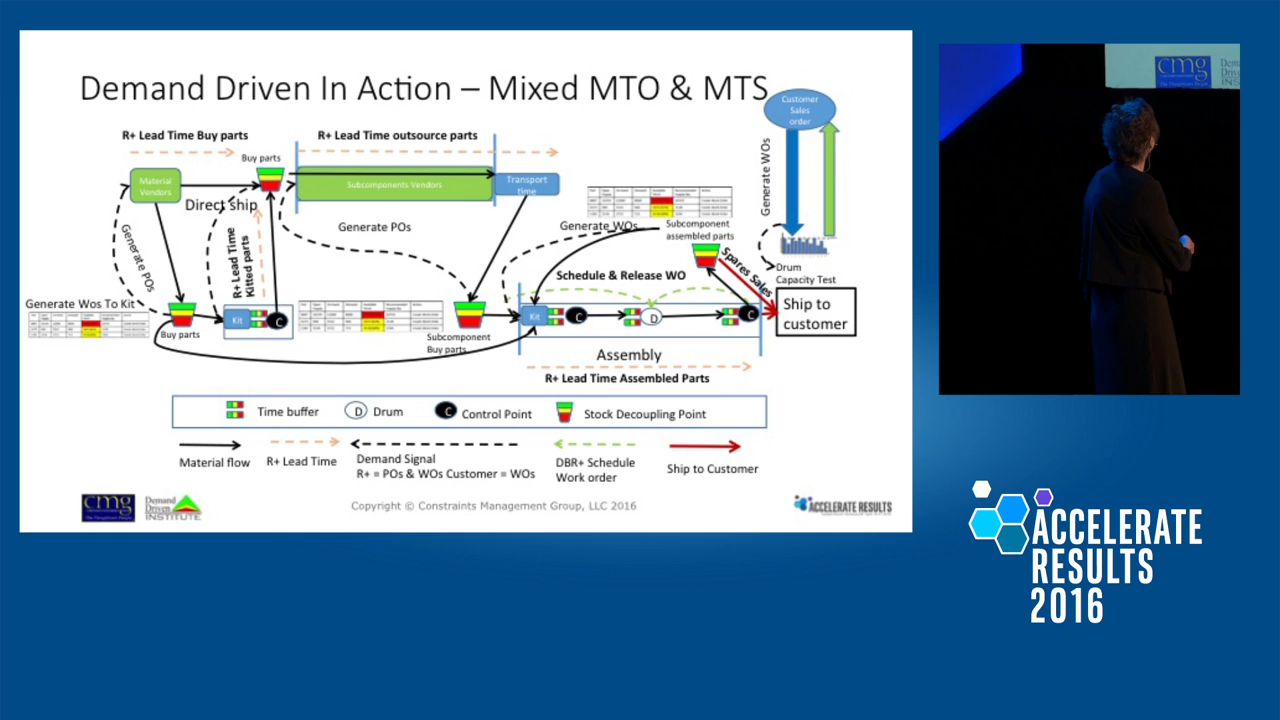 Demand Driven In Action – Mixed MTO & MTS
Customer
Sales
order
R+ Lead Time Buy parts
R+ Lead Time outsource parts
Buy parts
Material
Vendors
Subcomponents Vendors
Transport
time
Direct ship
Generate POs
Generate POs
R+ Lead Time
Kitted parts
Generate WOs
Generate WOs
Subcomponent
assembled parts
Schedule & Release WO
Spares Sales
Drum
Capacity Test
Ship to
customer
Generate Wos To Kit
Buy parts
Kit
C
Subcomponent
Buy parts
Kit
C
D
C
Assembly
R+ Lead Time Assembled Parts
Time buffer
D
Drum
C
Control Point
Stock Decoupling Point
Material flow
R+ Lead Time
Demand Signal
R+ = POs & WOs Customer = WOs
DBR+ Schedule
Work order
Ship to Customer
cmg
Demand
Driven
INSTITUTE
Copyright © Constraints Management Group, LLC 2016
ACCELERATE RESULTS
cmg
ACCELERATE
RESULTS
2016